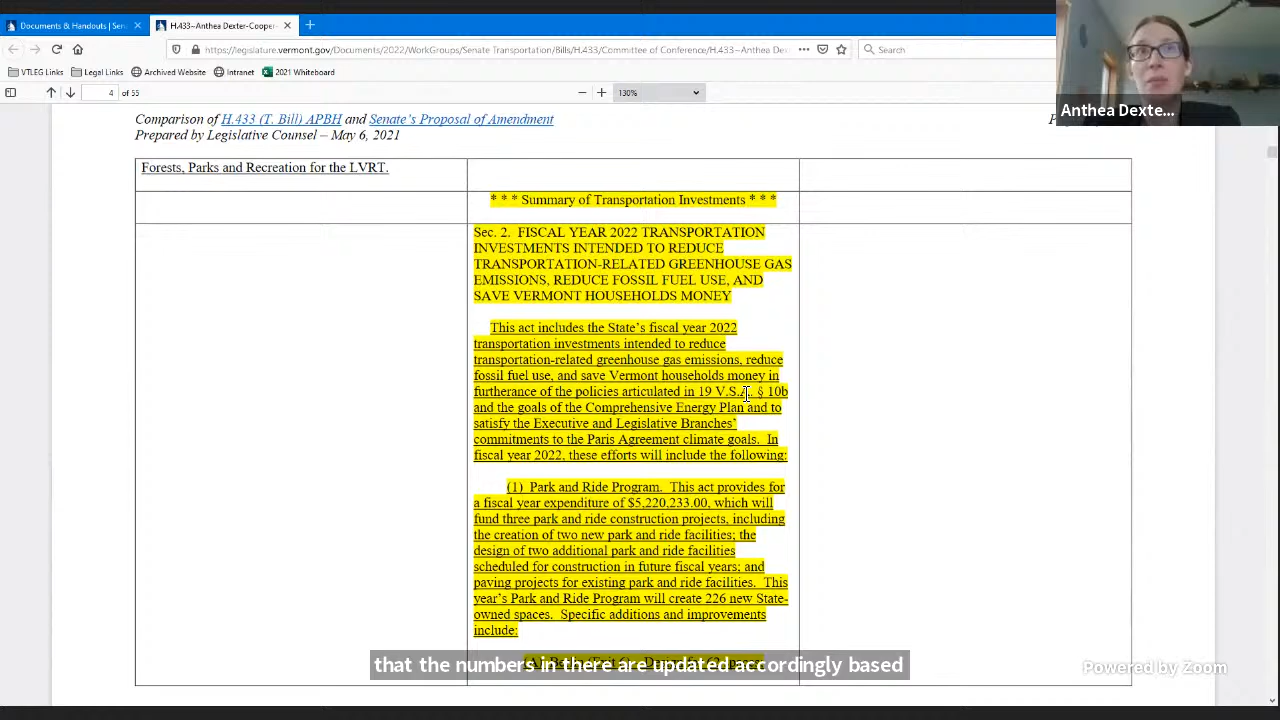 Documents & Handouts | Sen
H.433~Anthea Dexter-Cooper
https://legislature.vermont.gov/Documents/2022/WorkGroups/Senate Transportation/Bills/H.433/Committee of Conference/H.433~Anthea De
Search
VTLEG Links
Legal Links
Archived Website
Intranet
2021 Whiteboard
4 of 55
130%
Anthea Dexte...
Comparison of H.433 (T. Bill) APBH and Senate's Proposal of Amendment
Prepared by Legislative Counsel – May 6, 2021
Forests, Parks and Recreation for the LVRT.
* * * Summary of Transportation Investments * * *
Sec. 2. FISCAL YEAR 2022 TRANSPORTATION
INVESTMENTS INTENDED TO REDUCE
TRANSPORTATION-RELATED GREENHOUSE GAS
EMISSIONS, REDUCE FOSSIL FUEL USE, AND
SAVE VERMONT HOUSEHOLDS MONEY
This act includes the State's fiscal year 2022
transportation investments intended to reduce
transportation-related greenhouse gas emissions, reduce
fossil fuel use, and save Vermont households money in
furtherance of the policies articulated in 19 V.S.A. § 10b
and the goals of the Comprehensive Energy Plan and to
satisfy the Executive and Legislative Branches'
commitments to the Paris Agreement climate goals. In
fiscal year 2022, these efforts will include the following:
(1) Park and Ride Program. This act provides for
a fiscal year expenditure of $5,220,233.00, which will
fund three park and ride construction projects, including
the creation of two new park and ride facilities; the
design of two additional park and ride facilities
scheduled for construction in future fiscal years; and
paving projects for existing park and ride facilities. This
year's Park and Ride Program will create 226 new State-
owned spaces. Specific additions and improvements
include:
that the numbers in there are updated accordingly based
Powered by Zoom